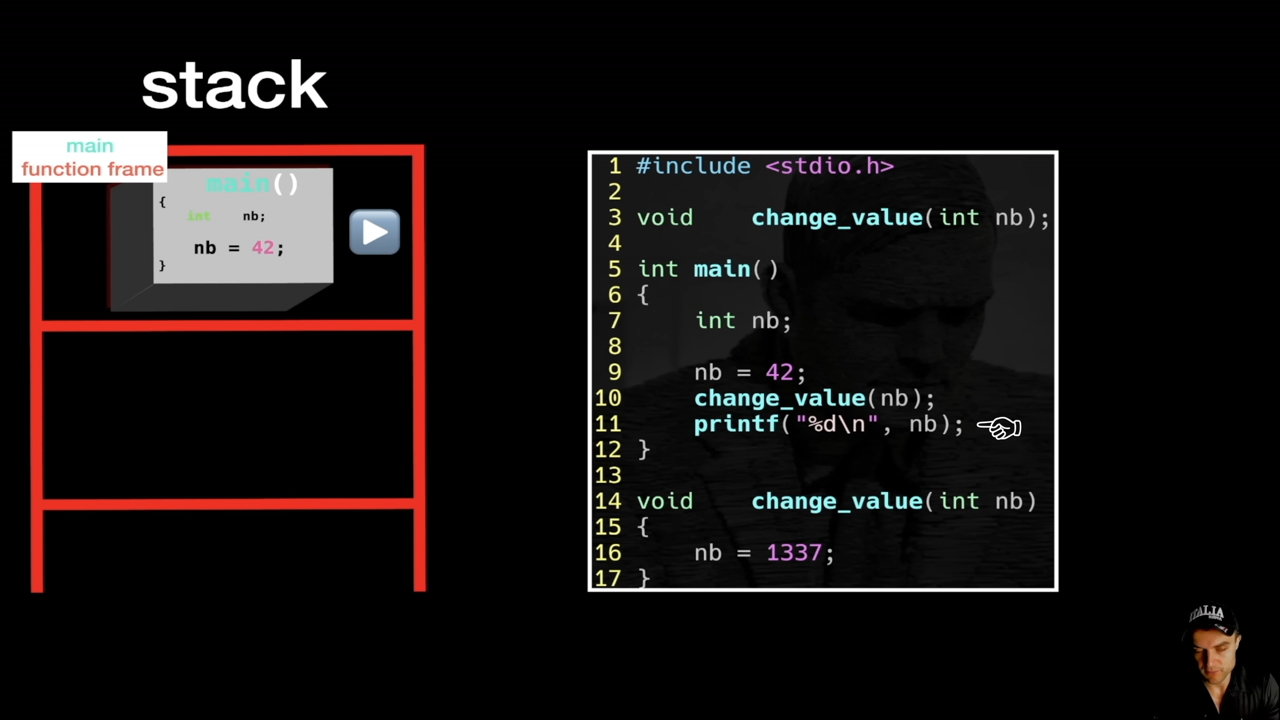 stack
main
function frame
main()
{
int nb;
nb = 42;
}
1 #include <stdio.h>
2
3 void change_value(int nb);
4
5 int main()
6 {
7 int nb;
8
9 nb = 42;
10 change_value(nb);
11 printf("%d\n", nb);
12 }
13
14 void change_value(int nb)
15 {
16 nb = 1337;
17 }
ITALIA